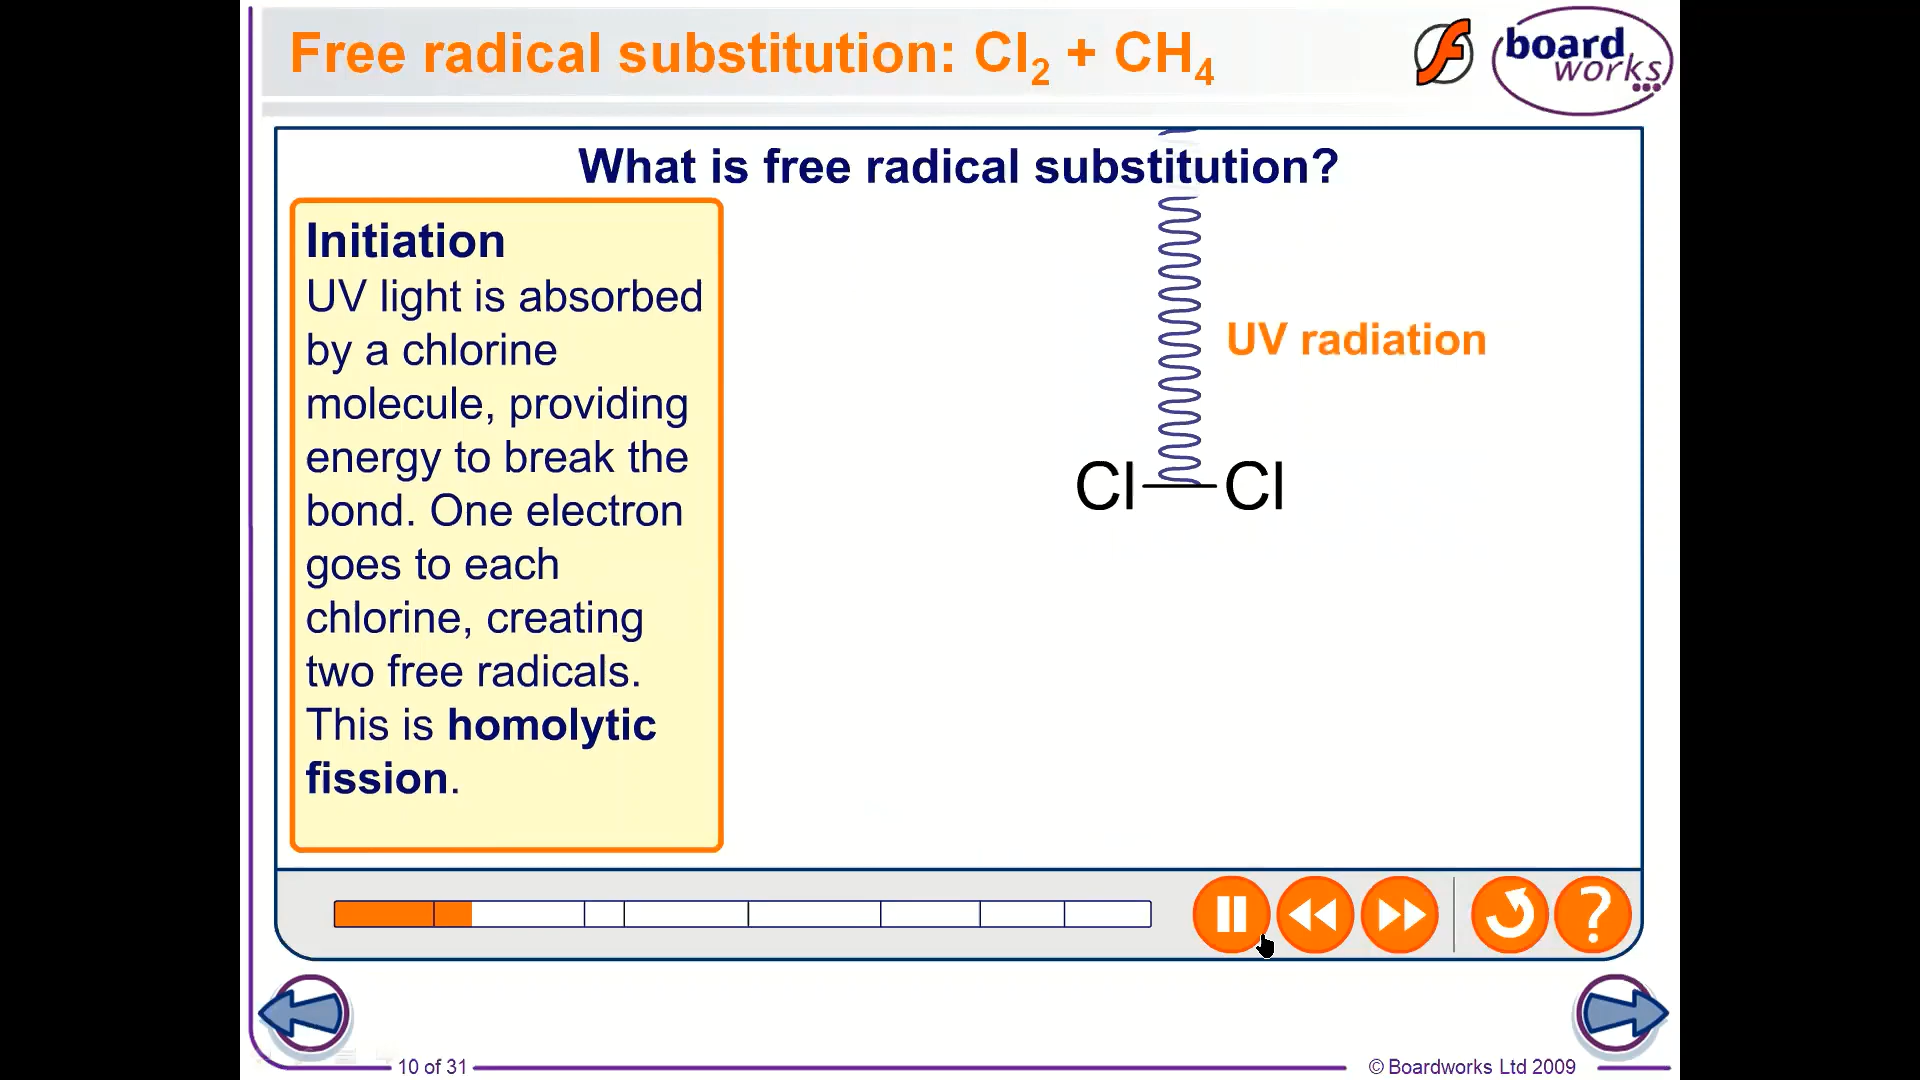 Free radical substitution: Cl₂ + CH₄
board
works
What is free radical substitution?
Initiation
UV light is absorbed
by a chlorine
molecule, providing
energy to break the
bond. One electron
goes to each
chlorine, creating
two free radicals.
This is homolytic
fission.
UV radiation
Cl—Cl
?
10 of 31
© Boardworks Ltd 2009